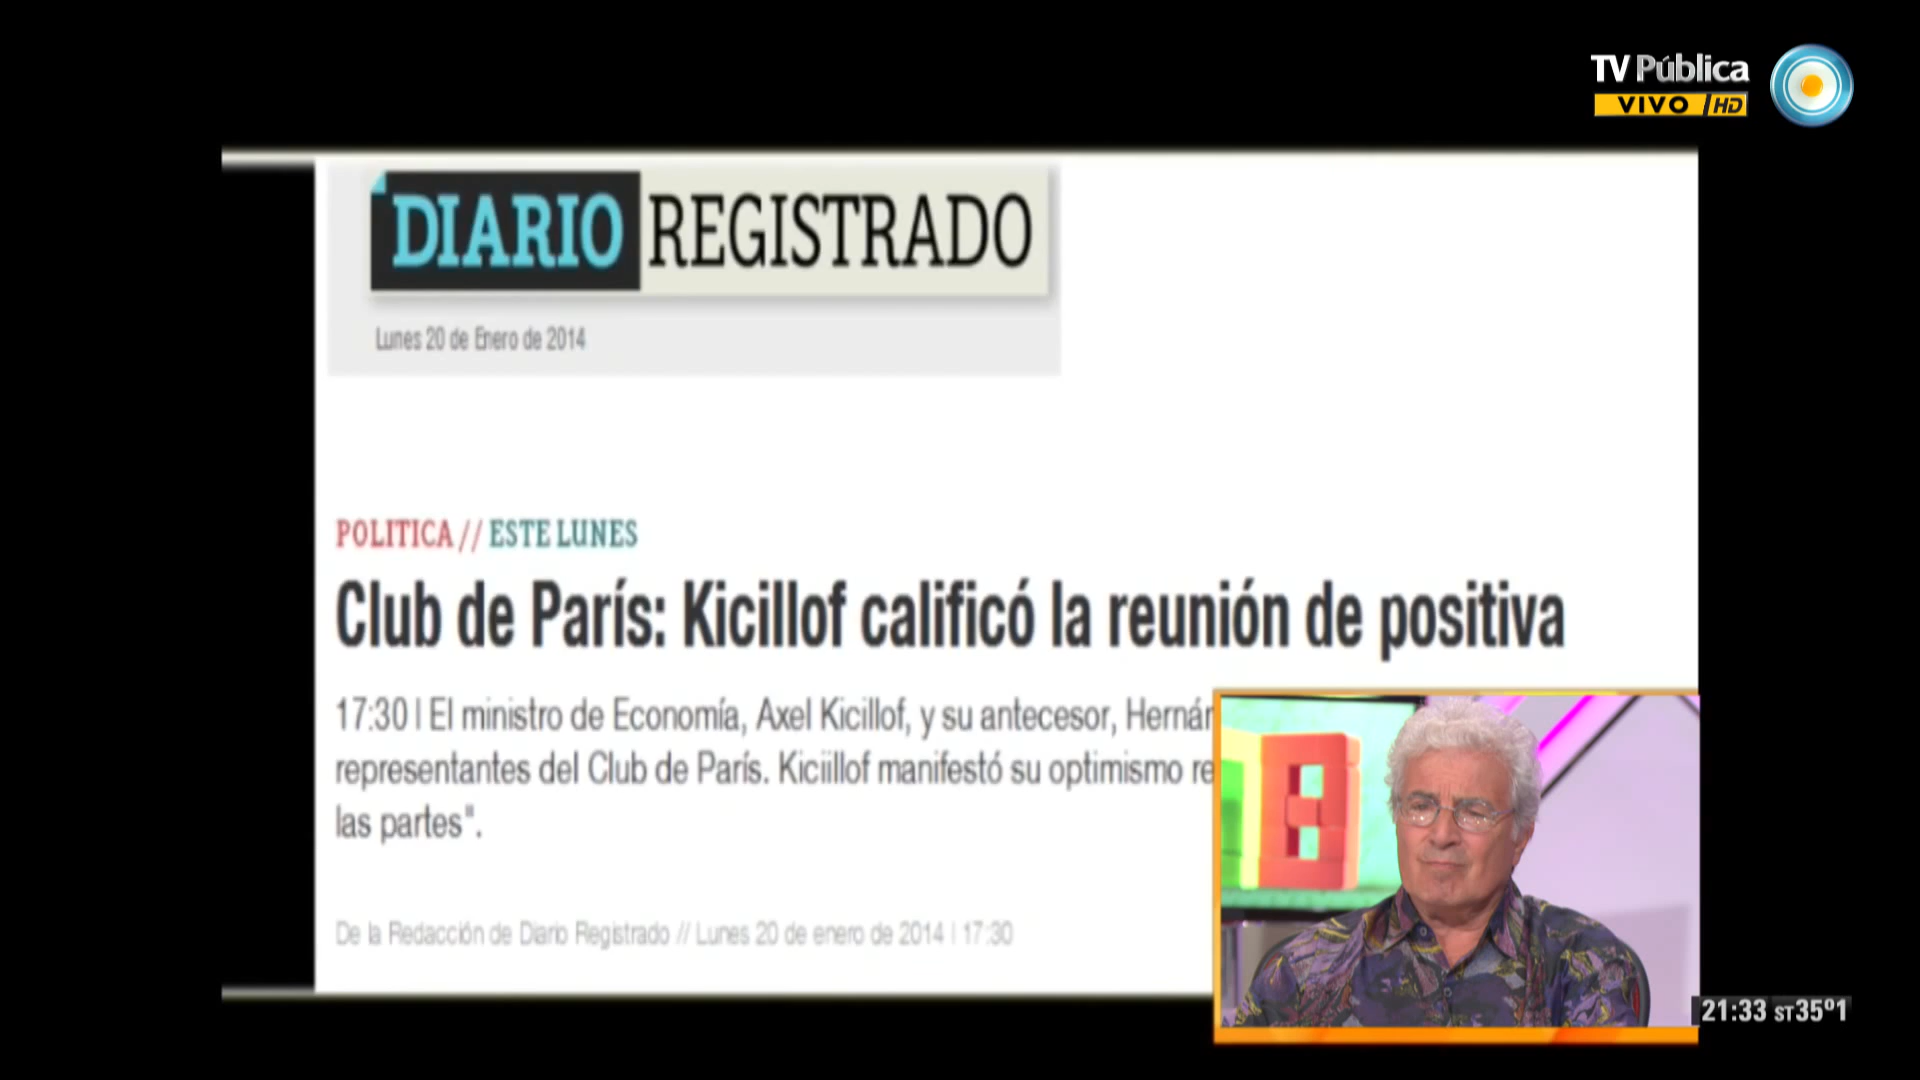 TV Pública
VIVO HD
DIARIO REGISTRADO
Lunes 20 de Enero de 2014
POLITICA // ESTE LUNES
Club de París: Kicillof calificó la reunión de positiva
17:30 | El ministro de Economía, Axel Kicillof, y su antecesor, Hernán
representantes del Club de París. Kiciillof manifestó su optimismo re
las partes".
De la Redacción de Diario Registrado // Lunes 20 de enero de 2014 | 17:30
21:33 ST 35º1